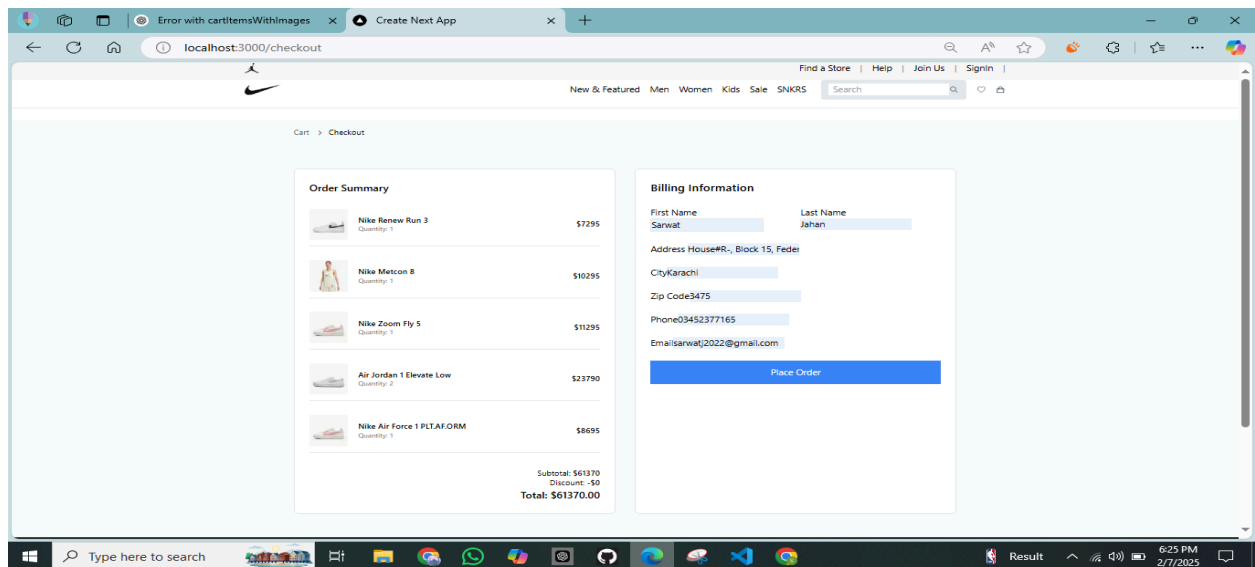 Error with cartItemsWithImages
Create Next App
localhost:3000/checkout
Find a Store | Help | Join Us | SignIn |
New & Featured Men Women Kids Sale SNKRS Search
Cart > Checkout
Order Summary
Nike Renew Run 3
Quantity: 1
$7295
Nike Metcon 8
Quantity: 1
$10295
Nike Zoom Fly 5
Quantity: 1
$11295
Air Jordan 1 Elevate Low
Quantity: 2
$23790
Nike Air Force 1 PLT.AF.ORM
Quantity: 1
$8695
Subtotal: $61370
Discount: -$0
Total: $61370.00
Billing Information
First Name Last Name
Sarwat Jahan
Address House#R-, Block 15, Feder
CityKarachi
Zip Code3475
Phone03452377165
Emailsarwatj2022@gmail.com
Place Order
Type here to search
Result
6:25 PM
2/7/2025